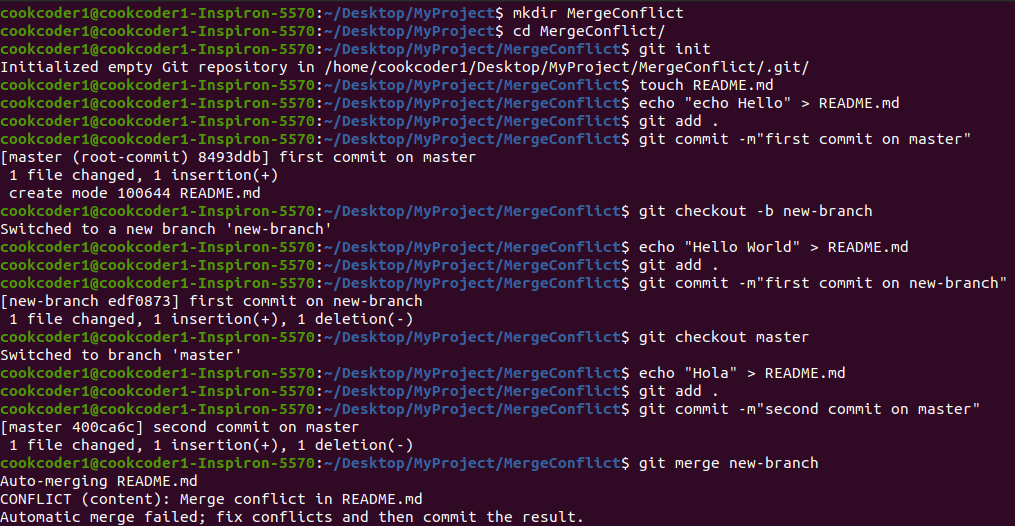 cookcoder1@cookcoder1-Inspiron-5570:~/Desktop/MyProject$ mkdir MergeConflict
cookcoder1@cookcoder1-Inspiron-5570:~/Desktop/MyProject$ cd MergeConflict/
cookcoder1@cookcoder1-Inspiron-5570:~/Desktop/MyProject/MergeConflict$ git init
Initialized empty Git repository in /home/cookcoder1/Desktop/MyProject/MergeConflict/.git/
cookcoder1@cookcoder1-Inspiron-5570:~/Desktop/MyProject/MergeConflict$ touch README.md
cookcoder1@cookcoder1-Inspiron-5570:~/Desktop/MyProject/MergeConflict$ echo "echo Hello" > README.md
cookcoder1@cookcoder1-Inspiron-5570:~/Desktop/MyProject/MergeConflict$ git add .
cookcoder1@cookcoder1-Inspiron-5570:~/Desktop/MyProject/MergeConflict$ git commit -m"first commit on master"
[master (root-commit) 8493ddb] first commit on master
 1 file changed, 1 insertion(+)
 create mode 100644 README.md
cookcoder1@cookcoder1-Inspiron-5570:~/Desktop/MyProject/MergeConflict$ git checkout -b new-branch
Switched to a new branch 'new-branch'
cookcoder1@cookcoder1-Inspiron-5570:~/Desktop/MyProject/MergeConflict$ echo "Hello World" > README.md
cookcoder1@cookcoder1-Inspiron-5570:~/Desktop/MyProject/MergeConflict$ git add .
cookcoder1@cookcoder1-Inspiron-5570:~/Desktop/MyProject/MergeConflict$ git commit -m"first commit on new-branch"
[new-branch edf0873] first commit on new-branch
 1 file changed, 1 insertion(+), 1 deletion(-)
cookcoder1@cookcoder1-Inspiron-5570:~/Desktop/MyProject/MergeConflict$ git checkout master
Switched to branch 'master'
cookcoder1@cookcoder1-Inspiron-5570:~/Desktop/MyProject/MergeConflict$ echo "Hola" > README.md
cookcoder1@cookcoder1-Inspiron-5570:~/Desktop/MyProject/MergeConflict$ git add .
cookcoder1@cookcoder1-Inspiron-5570:~/Desktop/MyProject/MergeConflict$ git commit -m"second commit on master"
[master 400ca6c] second commit on master
 1 file changed, 1 insertion(+), 1 deletion(-)
cookcoder1@cookcoder1-Inspiron-5570:~/Desktop/MyProject/MergeConflict$ git merge new-branch
Auto-merging README.md
CONFLICT (content): Merge conflict in README.md
Automatic merge failed; fix conflicts and then commit the result.